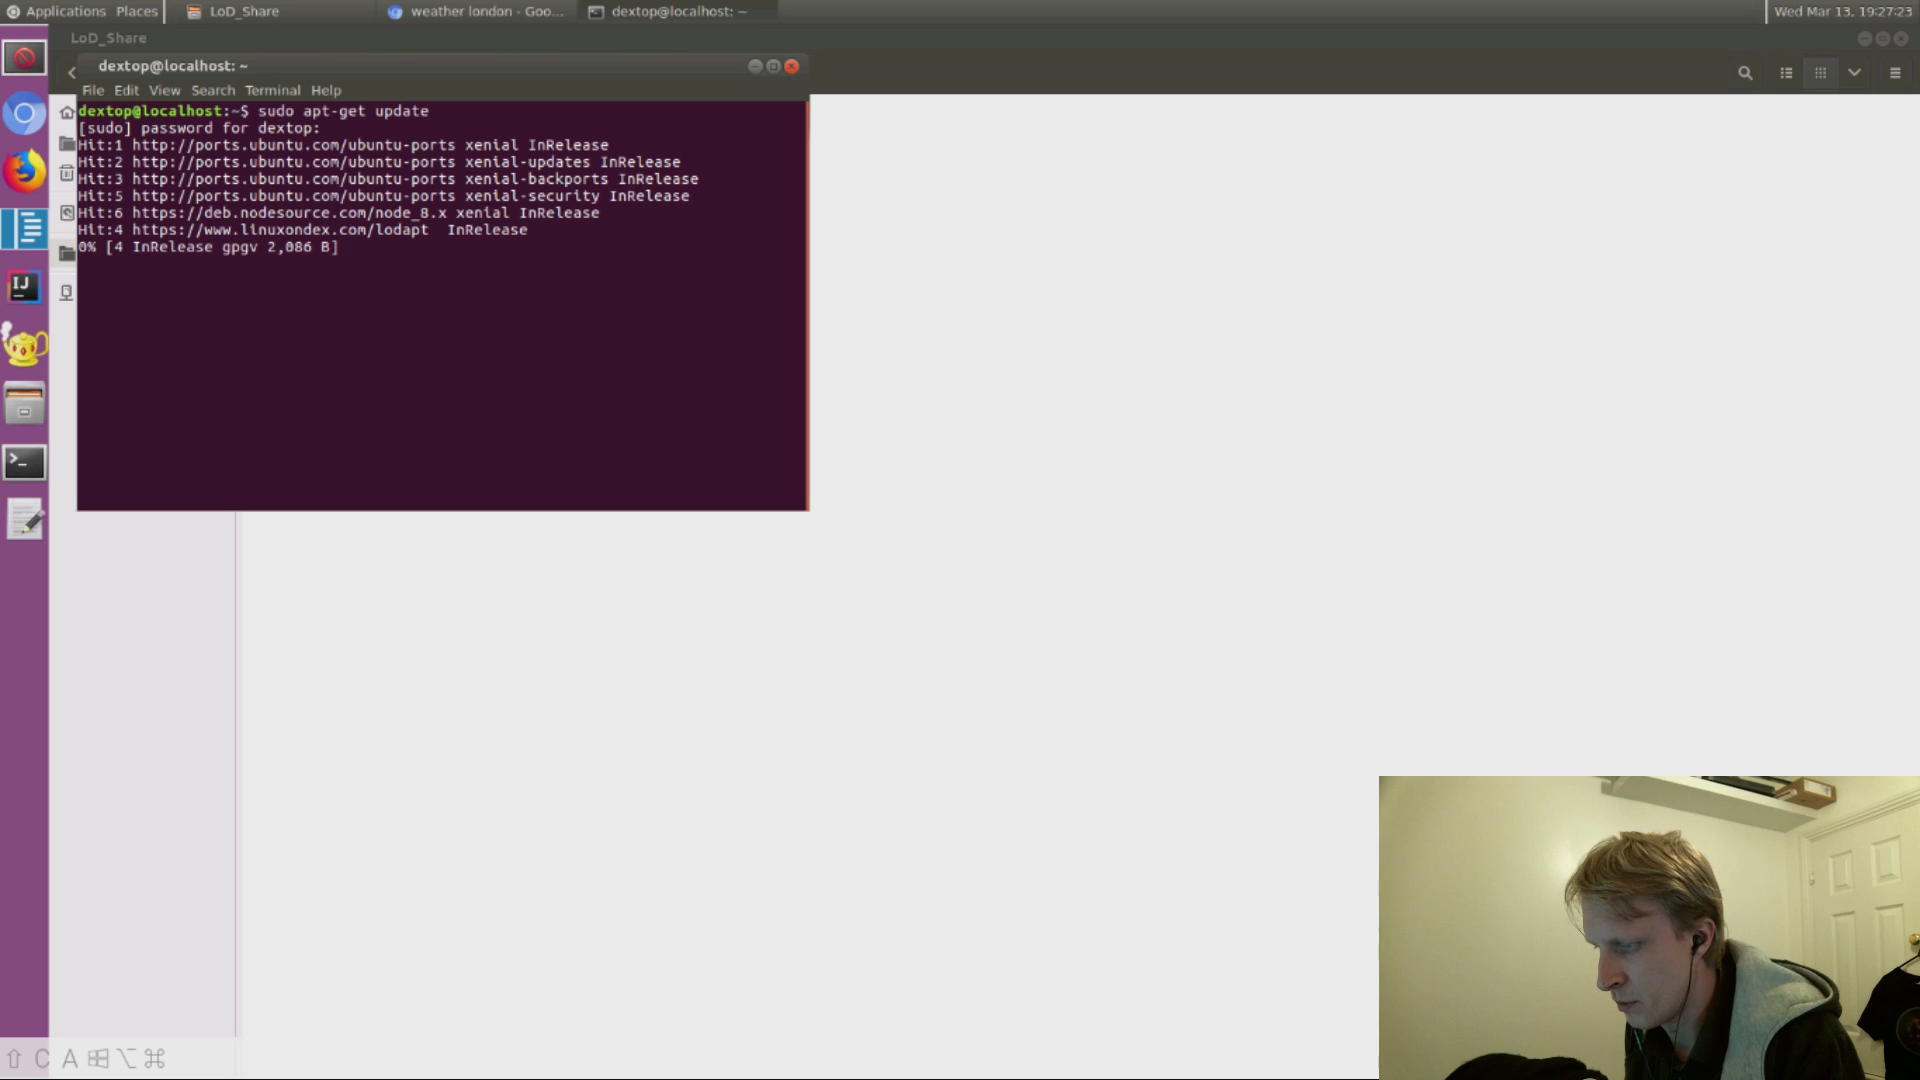 Applications Places LoD_Share weather london - Goo... dextop@localhost: ~ Wed Mar 13, 19:27:23
LoD_Share
dextop@localhost: ~
File Edit View Search Terminal Help
dextop@localhost:~$ sudo apt-get update
[sudo] password for dextop:
Hit:1 http://ports.ubuntu.com/ubuntu-ports xenial InRelease
Hit:2 http://ports.ubuntu.com/ubuntu-ports xenial-updates InRelease
Hit:3 http://ports.ubuntu.com/ubuntu-ports xenial-backports InRelease
Hit:5 http://ports.ubuntu.com/ubuntu-ports xenial-security InRelease
Hit:6 https://deb.nodesource.com/node_8.x xenial InRelease
Hit:4 https://www.linuxondex.com/lodapt  InRelease
0% [4 InRelease gpgv 2,086 B]
IJ
>_
⇧ C A ⌥ ⌘